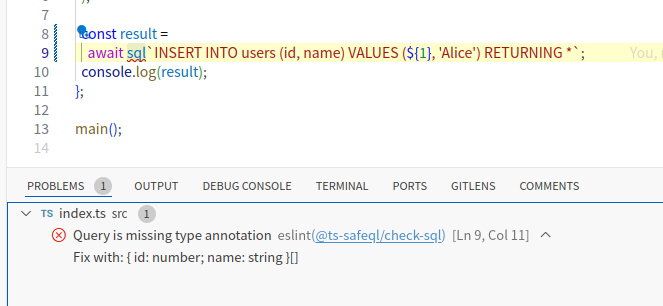 7 };
8 const result =
9 await sql`INSERT INTO users (id, name) VALUES (${1}, 'Alice') RETURNING *`; You,
10 console.log(result);
11 };
12
13 main();
14
PROBLEMS 1 OUTPUT DEBUG CONSOLE TERMINAL PORTS GITLENS COMMENTS
TS index.ts src 1
Query is missing type annotation eslint(@ts-safeql/check-sql) [Ln 9, Col 11]
Fix with: { id: number; name: string }[]